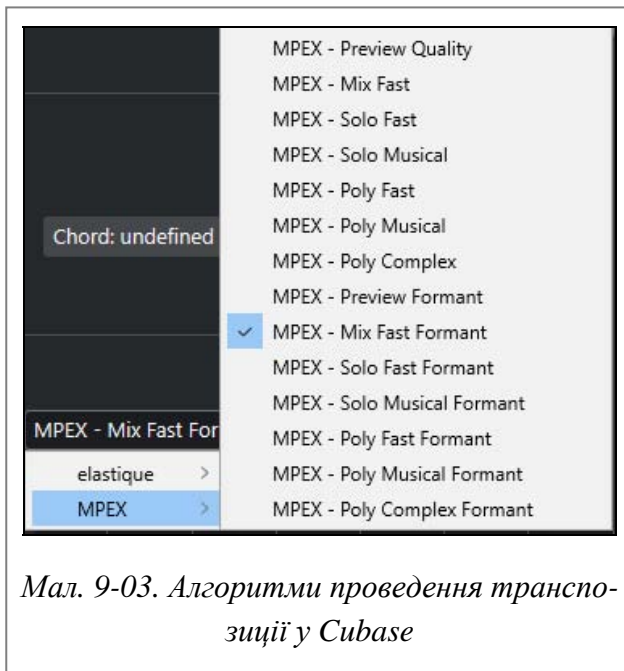 MPEX - Preview Quality
MPEX - Mix Fast
MPEX - Solo Fast
MPEX - Solo Musical
MPEX - Poly Fast
MPEX - Poly Musical
MPEX - Poly Complex
MPEX - Preview Formant
MPEX - Mix Fast Formant
MPEX - Solo Fast Formant
MPEX - Solo Musical Formant
MPEX - Poly Fast Formant
MPEX - Poly Musical Formant
MPEX - Poly Complex Formant
Chord: undefined
MPEX - Mix Fast For
elastique >
MPEX >
Мал. 9-03. Алгоритми проведення транспо-
зиції у Cubase